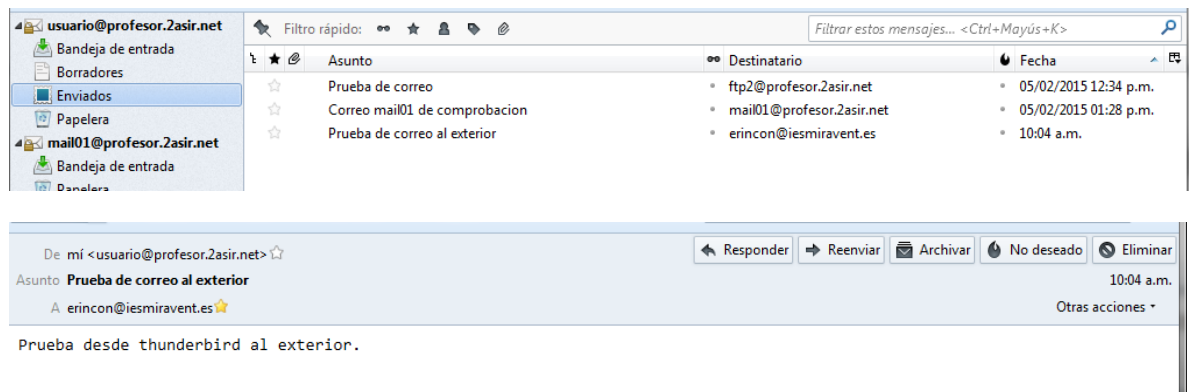 usuario@profesor.2asir.net
Bandeja de entrada
Borradores
Enviados
Papelera
mail01@profesor.2asir.net
Bandeja de entrada
Papelera
Filtro rápido:
Filtrar estos mensajes... <Ctrl+Mayús+K>
Asunto Destinatario Fecha
Prueba de correo ftp2@profesor.2asir.net 05/02/2015 12:34 p.m.
Correo mail01 de comprobacion mail01@profesor.2asir.net 05/02/2015 01:28 p.m.
Prueba de correo al exterior erincon@iesmiravent.es 10:04 a.m.
De mí <usuario@profesor.2asir.net>
Responder Reenviar Archivar No deseado Eliminar
Asunto Prueba de correo al exterior 10:04 a.m.
A erincon@iesmiravent.es Otras acciones
Prueba desde thunderbird al exterior.